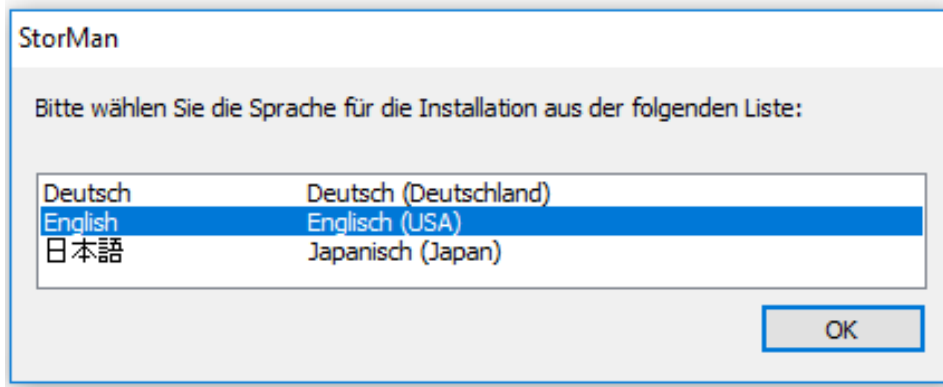 StorMan
Bitte wählen Sie die Sprache für die Installation aus der folgenden Liste:
Deutsch Deutsch (Deutschland)
English Englisch (USA)
日本語 Japanisch (Japan)
OK